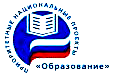 ПРИОРИТЕТНЫЕ НАЦИОНАЛЬНЫЕ ПРОЕКТЫ
«Образование»